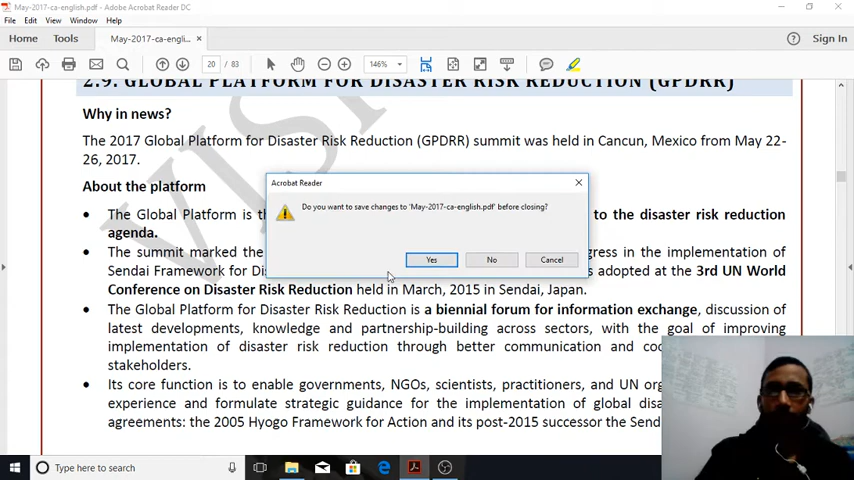 May-2017-ca-english.pdf - Adobe Acrobat Reader DC
File Edit View Window Help
Home Tools May-2017-ca-engli... × Sign In
20 / 83 146%
2.9. GLOBAL PLATFORM FOR DISASTER RISK REDUCTION (GPDRR)
Why in news?
The 2017 Global Platform for Disaster Risk Reduction (GPDRR) summit was held in Cancun, Mexico from May 22-
26, 2017.
About the platform
• The Global Platform is th to the disaster risk reduction
agenda.
• The summit marked the gress in the implementation of
Sendai Framework for Di s adopted at the 3rd UN World
Conference on Disaster Risk Reduction held in March, 2015 in Sendai, Japan.
• The Global Platform for Disaster Risk Reduction is a biennial forum for information exchange, discussion of
latest developments, knowledge and partnership-building across sectors, with the goal of improving
implementation of disaster risk reduction through better communication and coo
stakeholders.
• Its core function is to enable governments, NGOs, scientists, practitioners, and UN org
experience and formulate strategic guidance for the implementation of global disa
agreements: the 2005 Hyogo Framework for Action and its post-2015 successor the Send
VISI
Acrobat Reader
Do you want to save changes to 'May-2017-ca-english.pdf' before closing?
Yes No Cancel
Type here to search